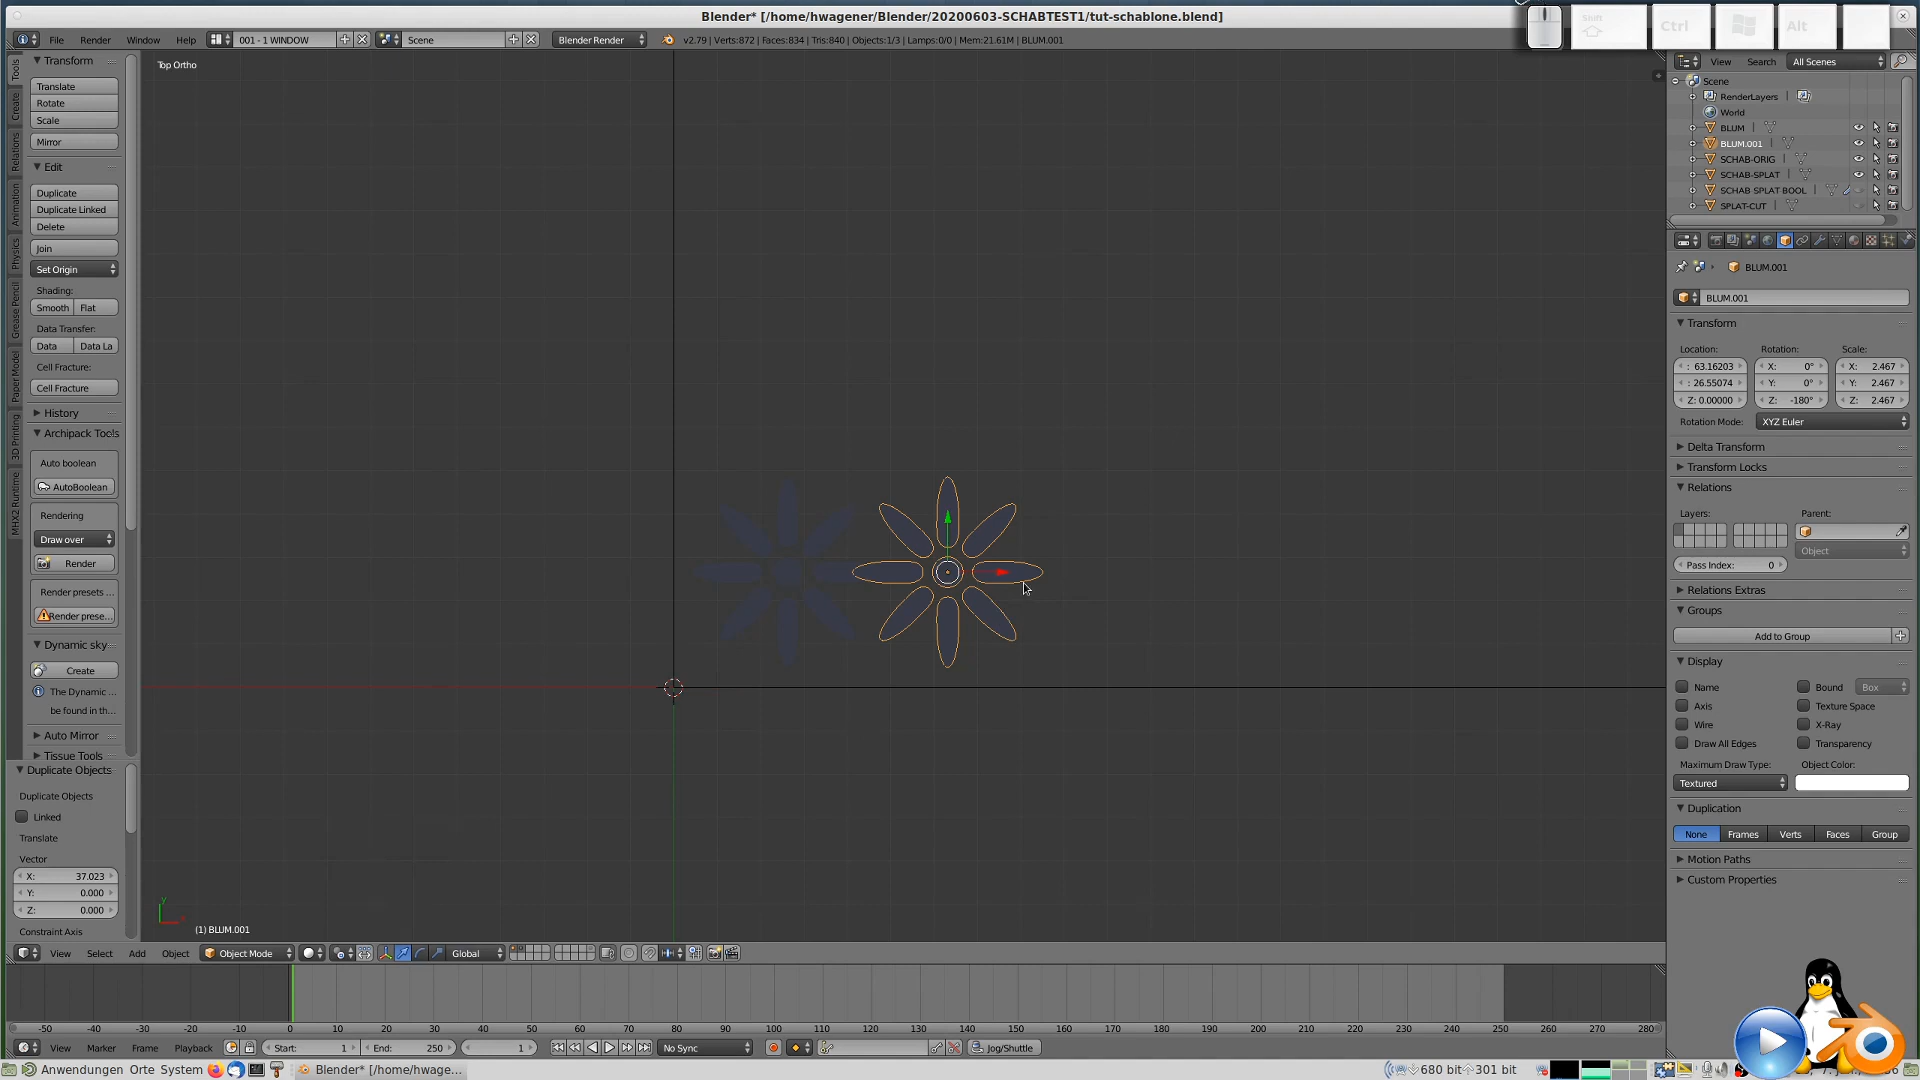 Blender* [/home/hwagener/Blender/20200603-SCHABTEST1/tut-schablone.blend]
Shift Ctrl Alt
File Render Window Help 001 - 1 WINDOW Scene Blender Render v2.79 | Verts:872 | Faces:834 | Tris:840 | Objects:1/3 | Lamps:0/0 | Mem:21.61M | BLUM.001
Tools
Create
Relations
Animation
Physics
Grease Pencil
Paper Model
3D Printing
MHX2 Runtime
Transform
Translate
Rotate
Scale
Mirror
Edit
Duplicate
Duplicate Linked
Delete
Join
Set Origin
Shading:
Smooth Flat
Data Transfer:
Data Data La
Cell Fracture:
Cell Fracture
History
Archipack Tools
Auto boolean
AutoBoolean
Rendering
Draw over
Render
Render presets ...
Render prese...
Dynamic sky
Create
The Dynamic ...
be found in th...
Auto Mirror
Tissue Tools
Duplicate Objects
Duplicate Objects
Linked
Translate
Vector
X: 37.023
Y: 0.000
Z: 0.000
Constraint Axis
Top Ortho
y
(1) BLUM.001
View Select Add Object Object Mode Global
View Search All Scenes
Scene
RenderLayers
World
BLUM
BLUM.001
SCHAB-ORIG
SCHAB-SPLAT
SCHAB SPLAT BOOL
SPLAT-CUT
BLUM.001
BLUM.001
Transform
Location: Rotation: Scale:
: 63.16203 X: 0° X: 2.467
: 26.55074 Y: 0° Y: 2.467
Z: 0.00000 Z: -180° Z: 2.467
Rotation Mode: XYZ Euler
Delta Transform
Transform Locks
Relations
Layers: Parent:
Object
Pass Index: 0
Relations Extras
Groups
Add to Group
Display
Name Bound Box
Axis Texture Space
Wire X-Ray
Draw All Edges Transparency
Maximum Draw Type: Object Color:
Textured
Duplication
None Frames Verts Faces Group
Motion Paths
Custom Properties
-50 -40 -30 -20 -10 0 10 20 30 40 50 60 70 80 90 100 110 120 130 140 150 160 170 180 190 200 210 220 230 240 250 260 270 280
View Marker Frame Playback Start: 1 End: 250 1 No Sync Jog/Shuttle
Anwendungen Orte System Blender* [/home/hwage... 680 bit 301 bit